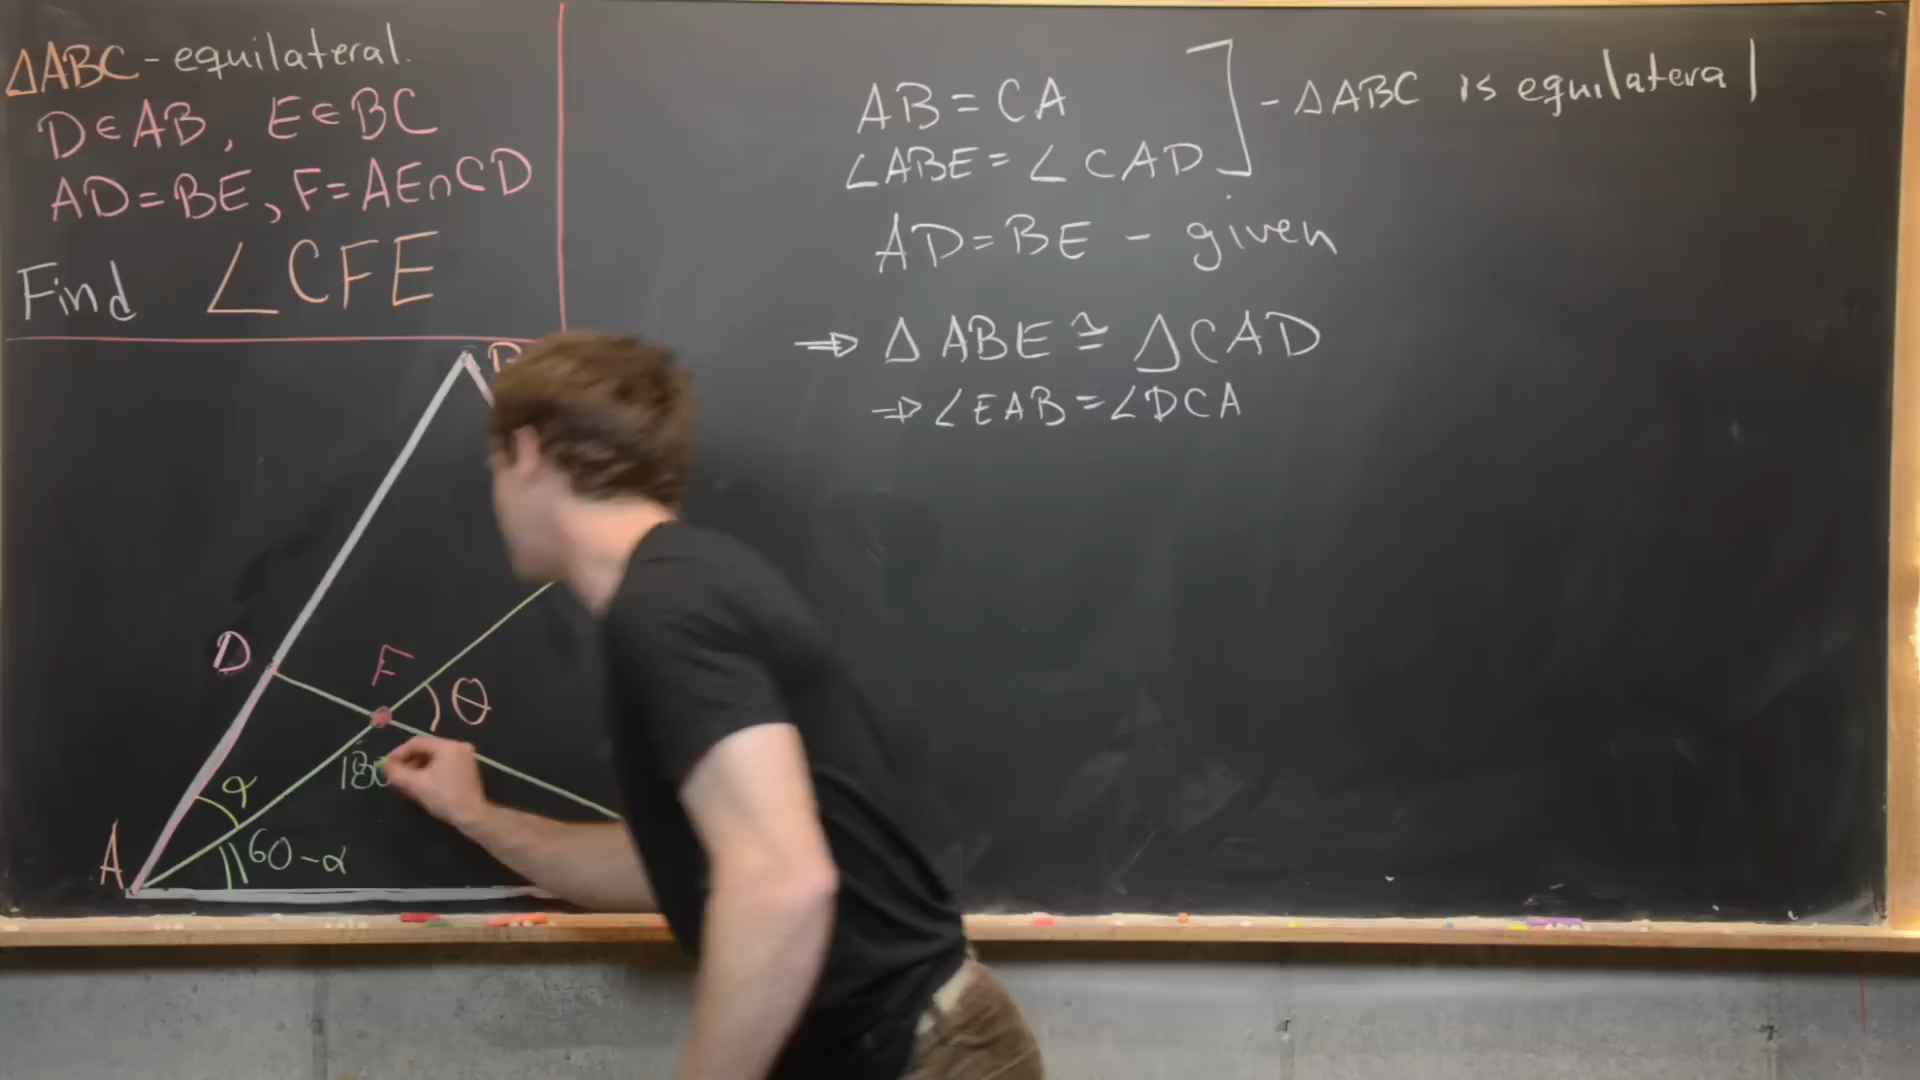 ΔABC - equilateral.
D∈AB, E∈BC
AD=BE, F=AE∩CD
Find ∠CFE
AB = CA
∠ABE = ∠CAD
- ΔABC is equilateral
AD=BE - given
⇒ ΔABE ≅ ΔCAD
⇒ ∠EAB = ∠DCA
D
F
θ
α
A
60-α